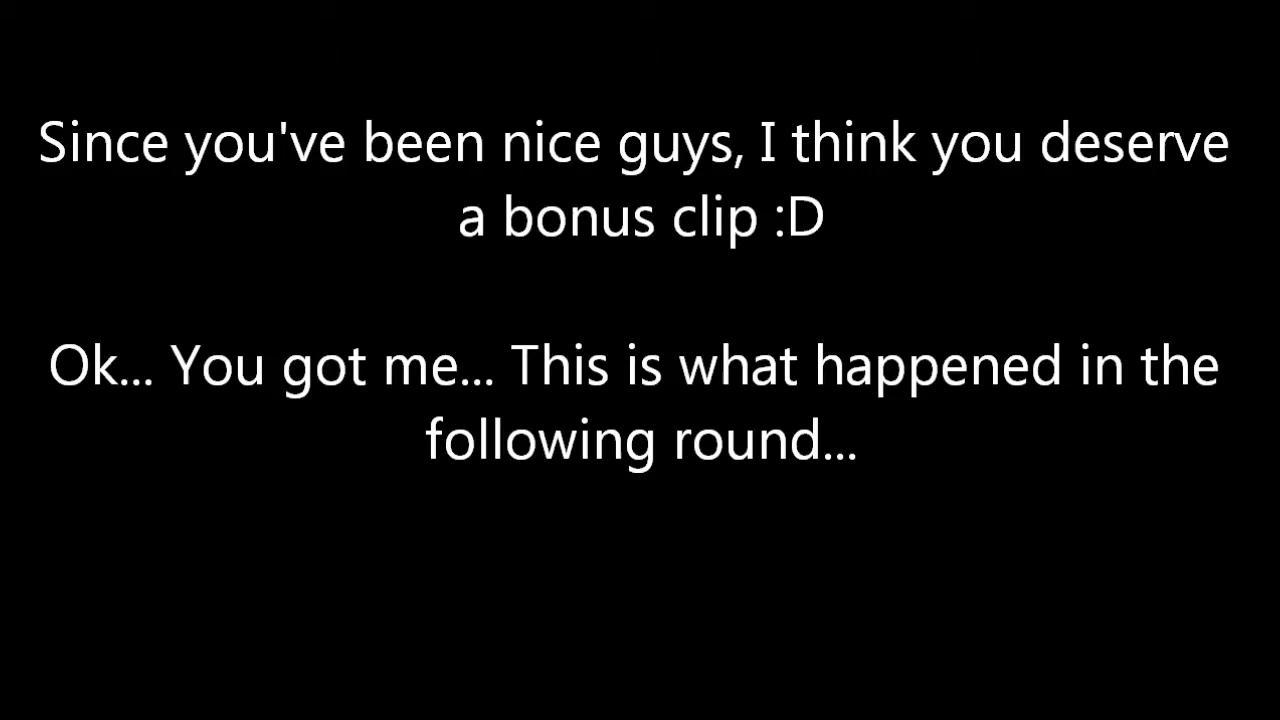 Since you've been nice guys, I think you deserve
a bonus clip :D
Ok... You got me... This is what happened in the
following round...